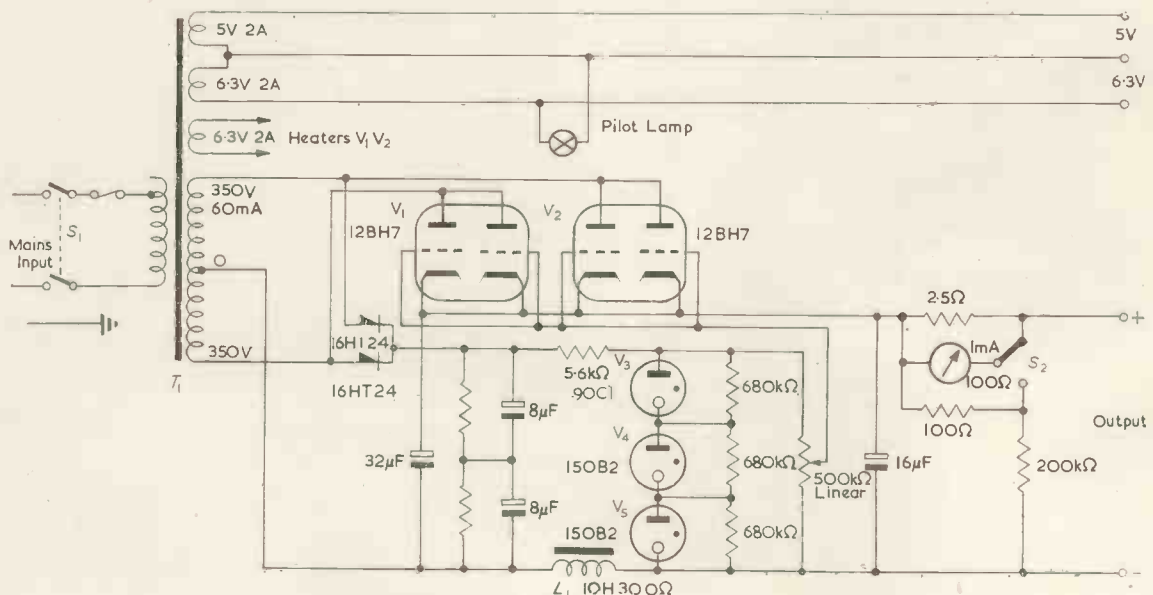 5V 2A
5V
6·3V 2A
6·3V
6·3V 2A
Heaters V₁ V₂
Pilot Lamp
350V
60mA
V₁
V₂
12BH7
12BH7
S₁
Mains
Input
O
2·5Ω
+
16HT24
1mA
S₂
350V
5·6kΩ
V₃
100Ω
T₁
16HT24
90C1
680kΩ
8μF
100Ω
Output
V₄
32μF
150B2
680kΩ
500kΩ
Linear
16μF
200kΩ
8μF
V₅
150B2
680kΩ
−
L₁ 10H 300Ω